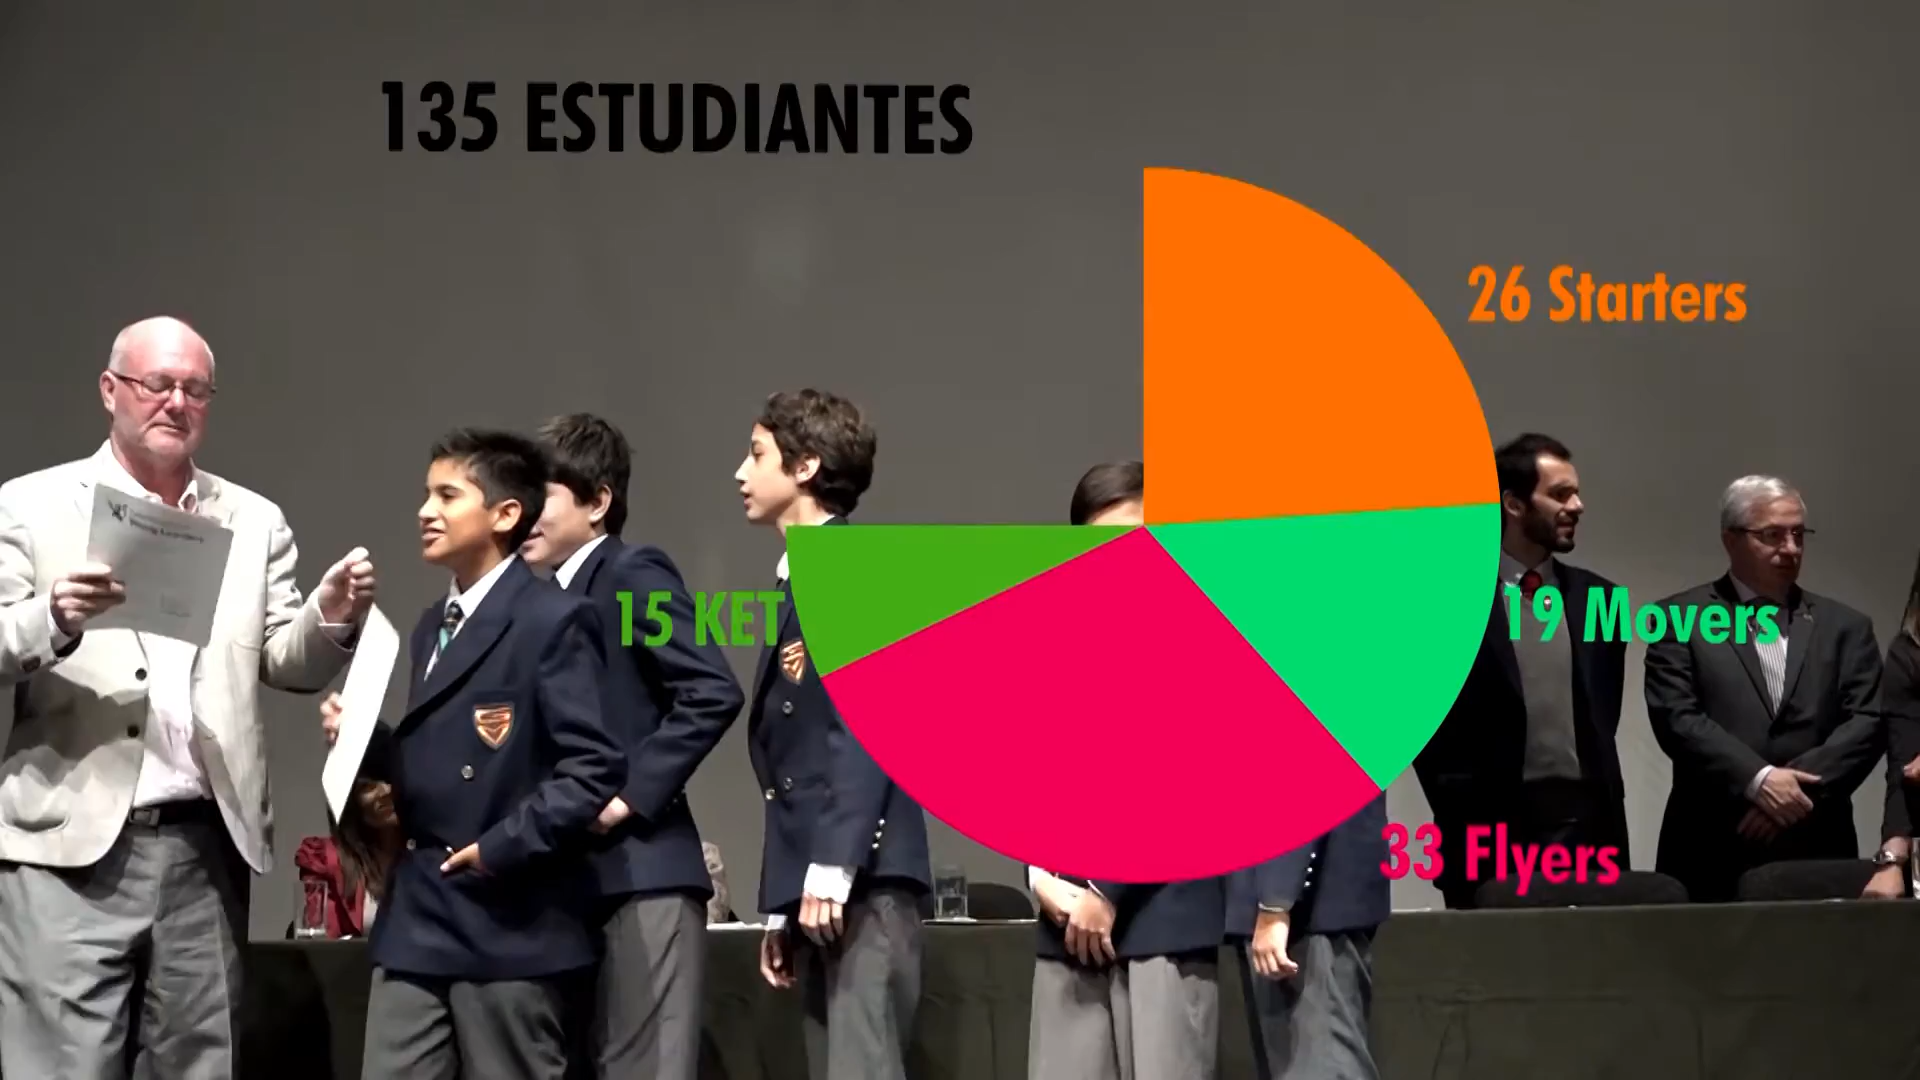 135 ESTUDIANTES
26 Starters
15 KET
19 Movers
33 Flyers